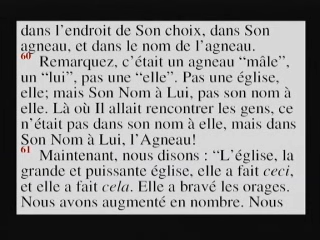 dans l’endroit de Son choix, dans Son
agneau, et dans le nom de l’agneau.
60 Remarquez, c’était un agneau “mâle”,
un “lui”, pas une “elle”. Pas une église,
elle; mais Son Nom à Lui, pas son nom à
elle. Là où Il allait rencontrer les gens, ce
n’était pas dans son nom à elle, mais dans
Son Nom à Lui, l’Agneau!
61 Maintenant, nous disons : “L’église, la
grande et puissante église, elle a fait ceci,
et elle a fait cela. Elle a bravé les orages.
Nous avons augmenté en nombre. Nous